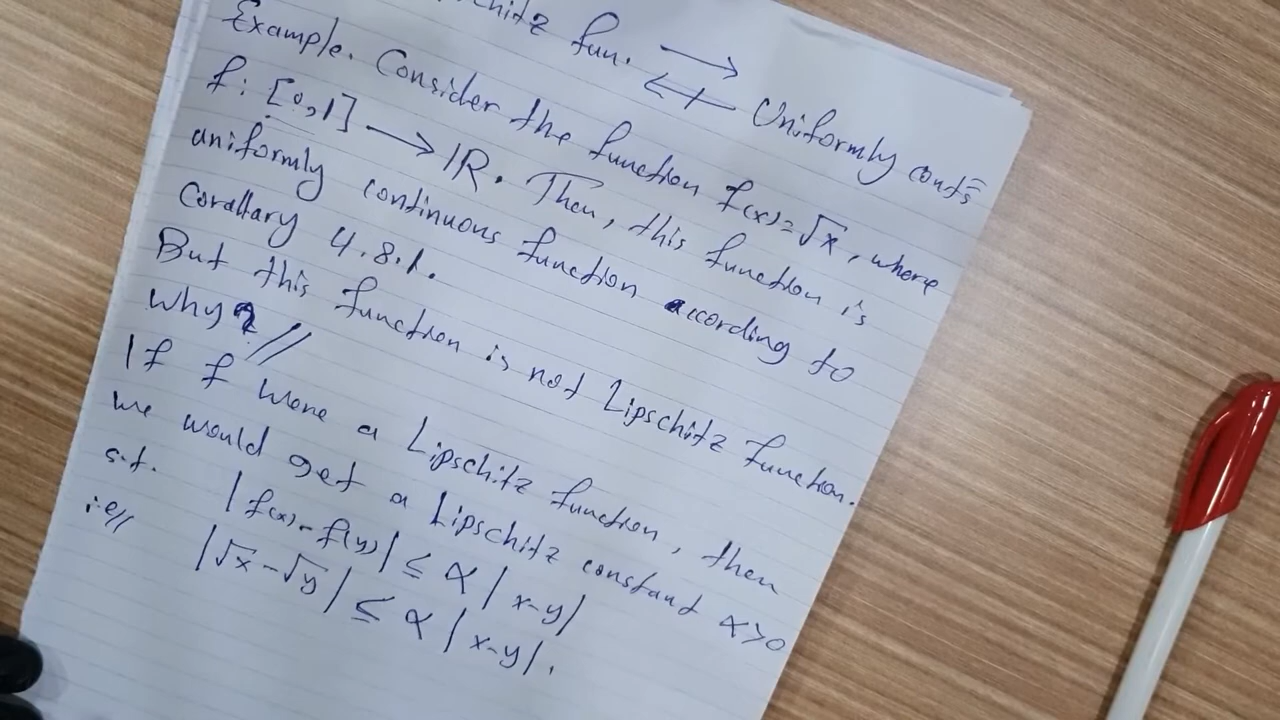 fun. ⟶
↚ Uniformly conts
Example. Consider the function f(x)=√x, where
f: [0,1] ⟶ IR. Then, this function is
uniformly continuous function according to
Corallary 4.8.1.
But this function is not Lipschitz function.
Why? //
If f were a Lipschitz function, then
we would get a Lipschitz constant α>0
s.t. |f(x)-f(y)| ≤ α |x-y|
i.e// |√x-√y| ≤ α |x-y|.